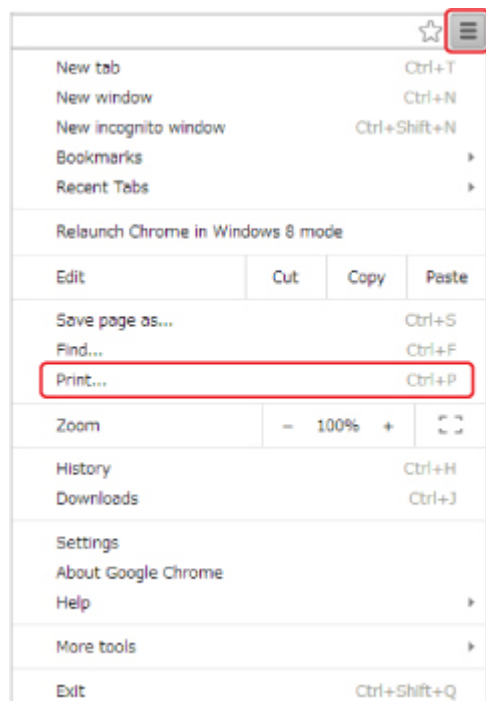 New tab Ctrl+T
New window Ctrl+N
New incognito window Ctrl+Shift+N
Bookmarks
Recent Tabs
Relaunch Chrome in Windows 8 mode
Edit Cut Copy Paste
Save page as... Ctrl+S
Find... Ctrl+F
Print... Ctrl+P
Zoom − 100% +
History Ctrl+H
Downloads Ctrl+J
Settings
About Google Chrome
Help
More tools
Exit Ctrl+Shift+Q